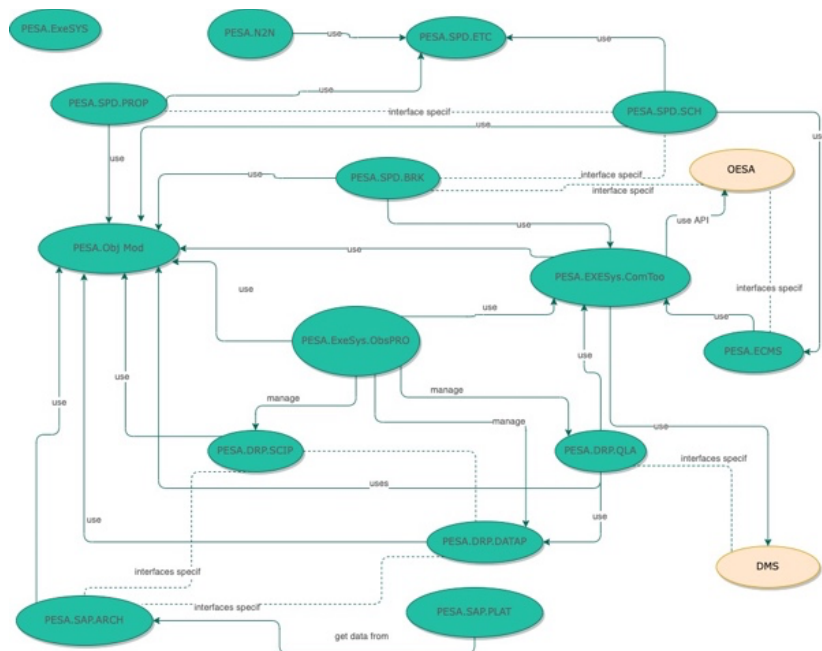 PESA.ExeSYS
PESA.N2N
use
PESA.SPD.ETC
use
PESA.SPD.PROP
use
interface specif
PESA.SPD.SCH
use
us
use
PESA.SPD.BRK
use
interface specif
interface specif
OESA
use
use API
PESA.Obj Mod
use
PESA.EXESys.ComToo
use
interfaces specif
use
use
PESA.ExeSys.ObsPRO
PESA.ECMS
use
use
manage
manage
use
manage
use
PESA.DRP.SCIP
PESA.DRP.QLA
interfaces specif
uses
use
use
PESA.DRP.DATAP
interfaces specif
DMS
interfaces specif
PESA.SAP.ARCH
PESA.SAP.PLAT
get data from